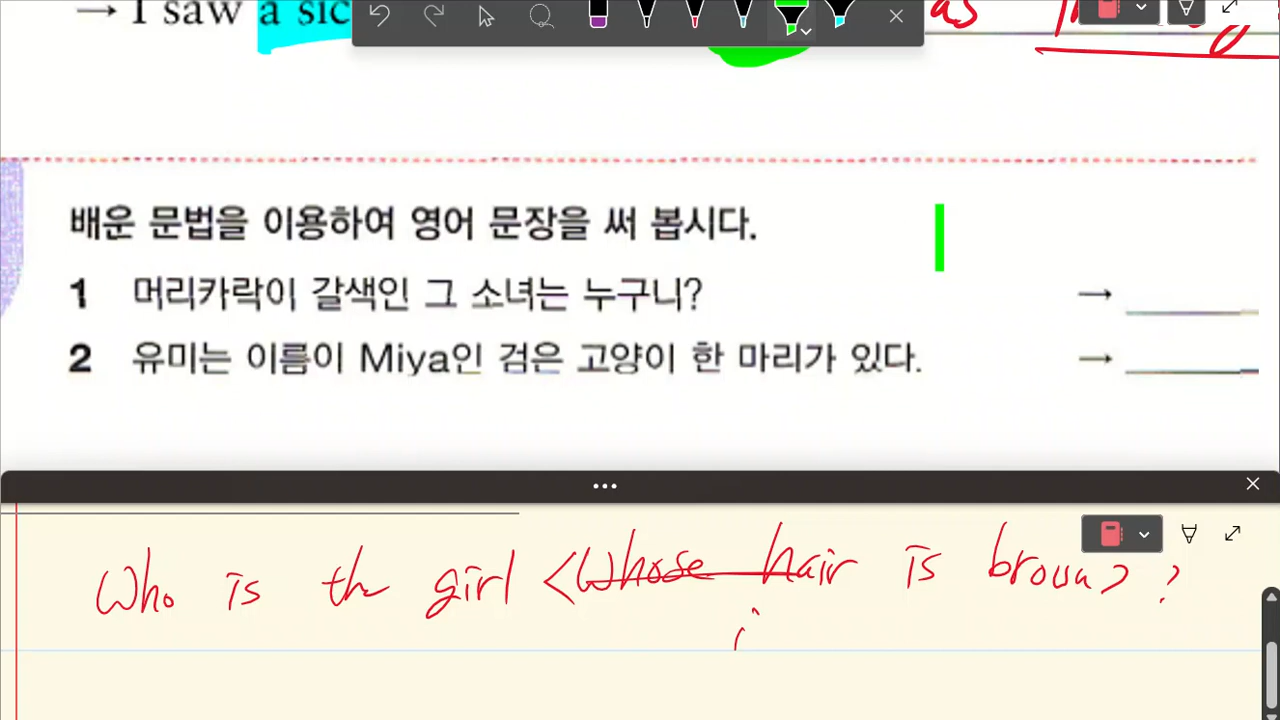 → I saw a sic
as
배운 문법을 이용하여 영어 문장을 써 봅시다.
1 머리카락이 갈색인 그 소녀는 누구니? →
2 유미는 이름이 Miya인 검은 고양이 한 마리가 있다. →
Who is the girl <whose hair is brown> ?
i